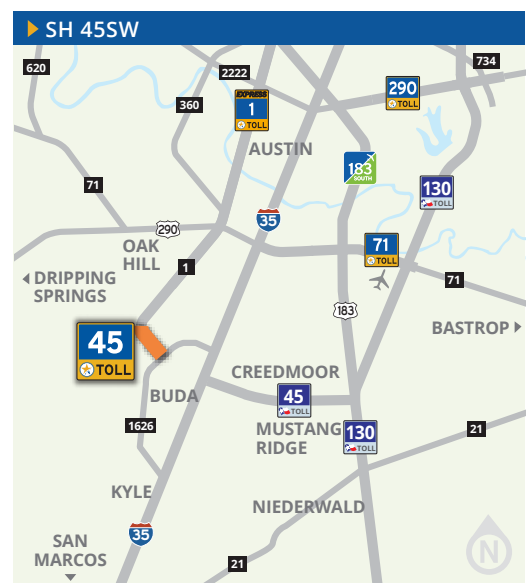 SH 45SW
620
2222
734
360
EXPRESS
1
TOLL
290
TOLL
AUSTIN
183
SOUTH
130
TOLL
71
35
290
OAK
HILL
71
TOLL
1
71
DRIPPING
SPRINGS
183
BASTROP
45
TOLL
CREEDMOOR
BUDA
45
TOLL
1626
MUSTANG
RIDGE
130
TOLL
21
KYLE
NIEDERWALD
35
SAN
MARCOS
21
N